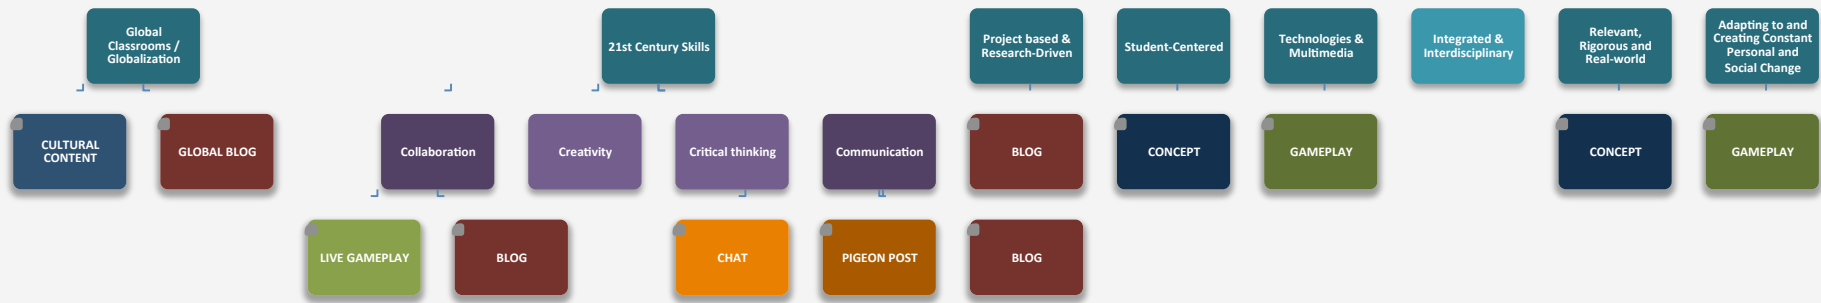 Global
Classrooms /
Globalization
21st Century Skills
Project based &
Research-Driven
Student-Centered
Technologies &
Multimedia
Integrated &
Interdisciplinary
Relevant,
Rigorous and
Real-world
Adapting to and
Creating Constant
Personal and
Social Change
CULTURAL
CONTENT
GLOBAL BLOG
Collaboration
Creativity
Critical thinking
Communication
BLOG
CONCEPT
GAMEPLAY
CONCEPT
GAMEPLAY
LIVE GAMEPLAY
BLOG
CHAT
PIGEON POST
BLOG